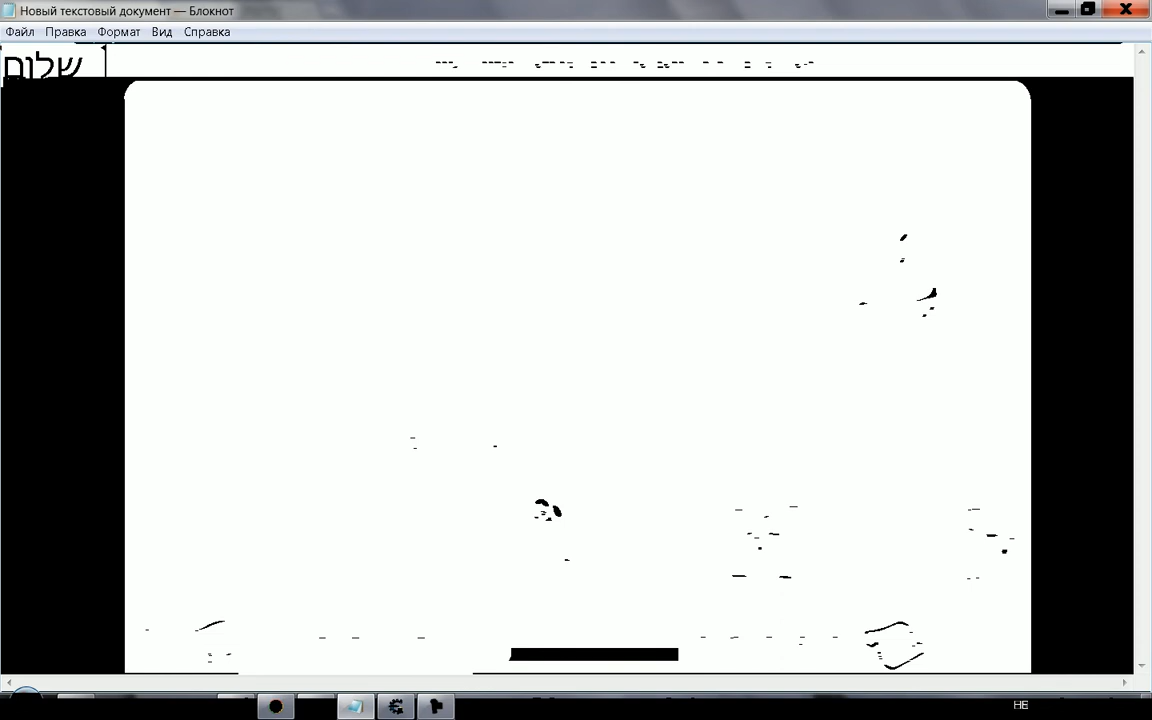 Новый текстовый документ — Блокнот
Файл Правка Формат Вид Справка
שלום
HE